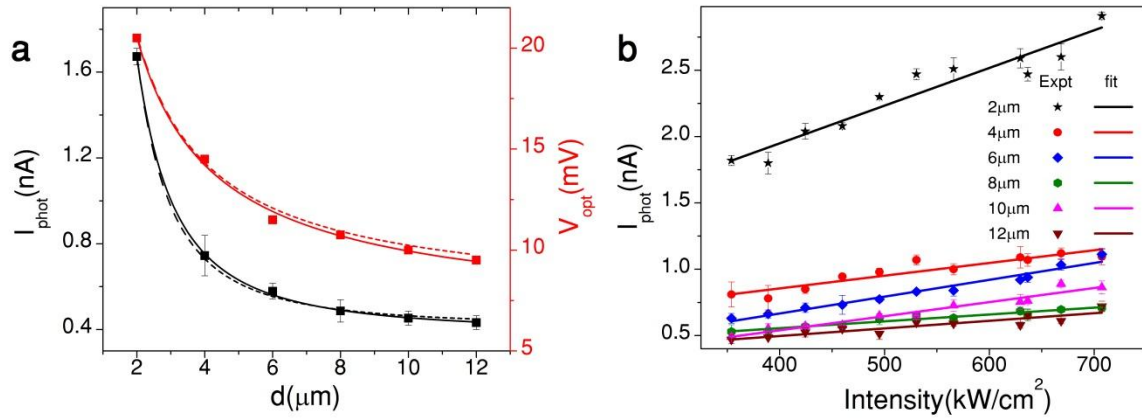 a
I_phot(nA)
1.6
1.2
0.8
0.4
2 4 6 8 10 12
d(μm)
20
15
10
5
V_opt(mV)
b
I_phot(nA)
2.5
2.0
1.5
1.0
0.5
400 500 600 700
Intensity(kW/cm²)
Expt fit
2μm
4μm
6μm
8μm
10μm
12μm